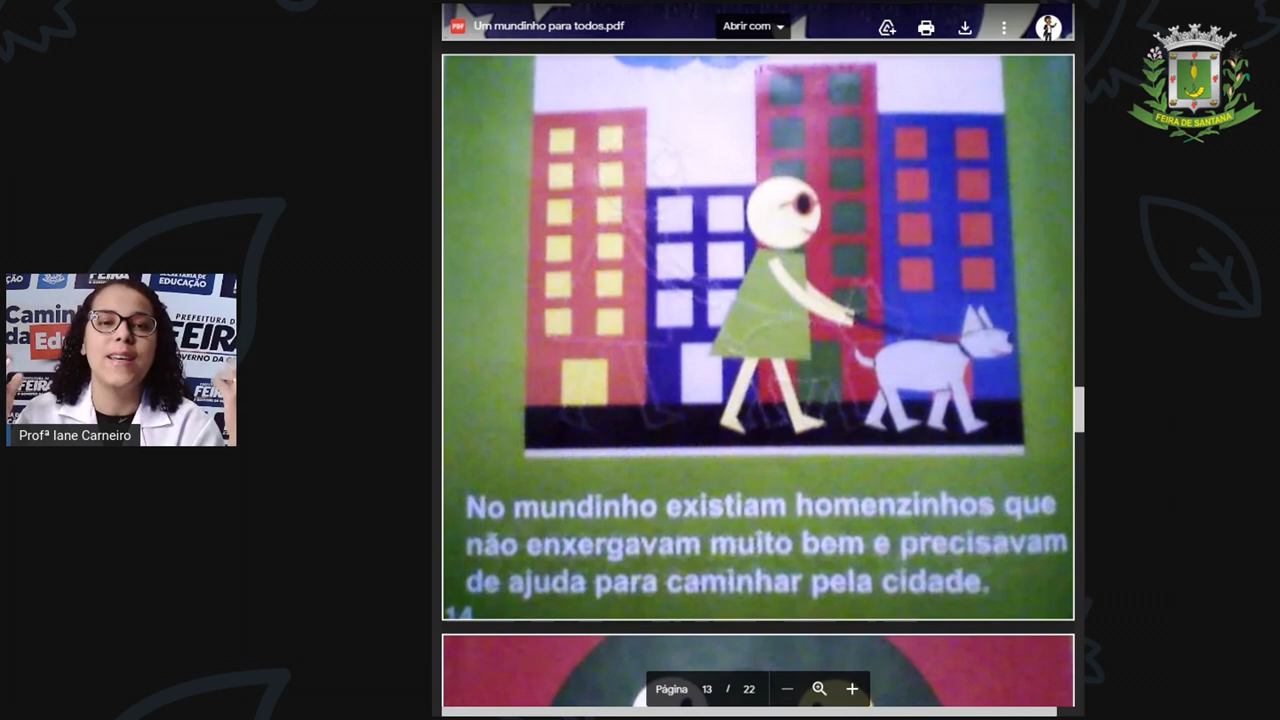 Um mundinho para todos.pdf
Abrir com
FEIRA DE SANTANA
No mundinho existiam homenzinhos que
não enxergavam muito bem e precisavam
de ajuda para caminhar pela cidade.
14
PREFEITURA D
FEIRA
EDUCAÇÃO
Profª Iane Carneiro
Página 13 / 22